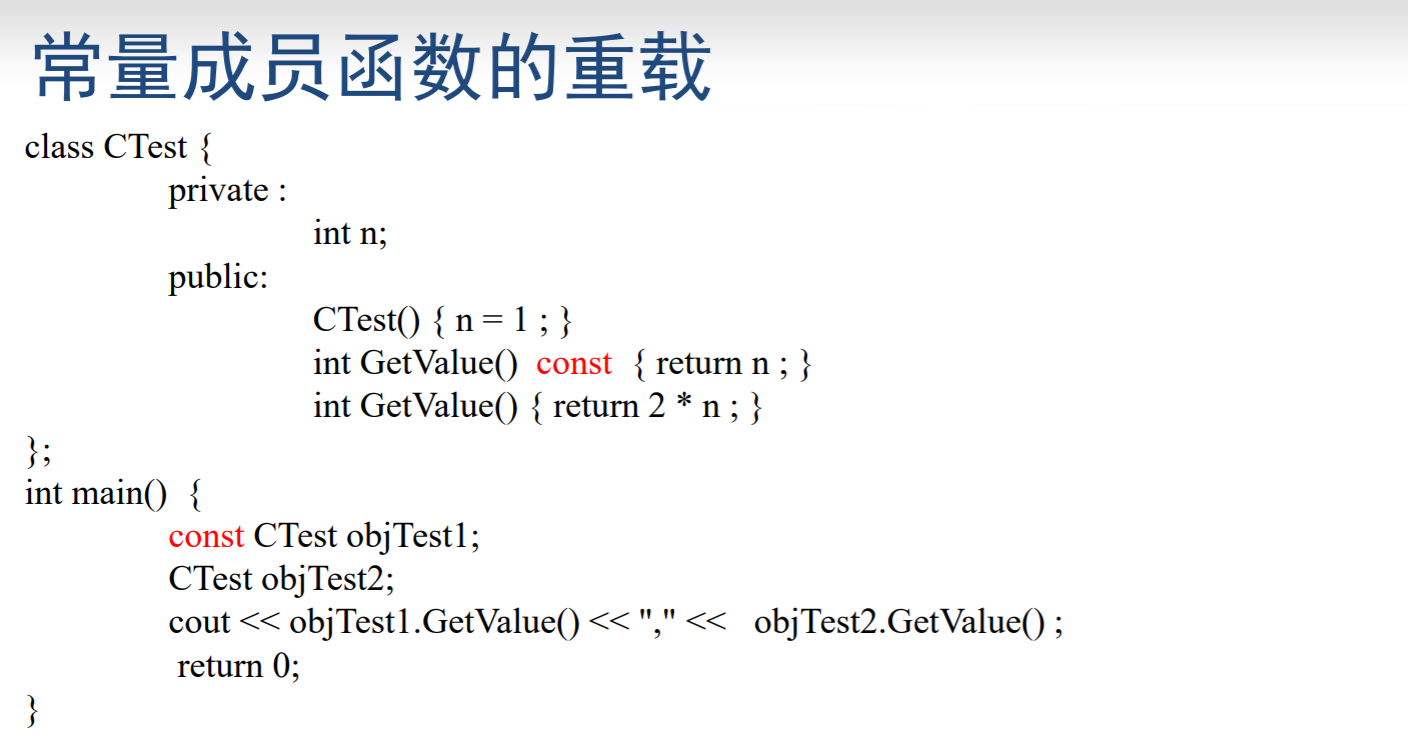 常量成员函数的重载
class CTest {
private :
int n;
public:
CTest() { n = 1 ; }
int GetValue() const { return n ; }
int GetValue() { return 2 * n ; }
};
int main() {
const CTest objTest1;
CTest objTest2;
cout << objTest1.GetValue() << "," << objTest2.GetValue() ;
return 0;
}